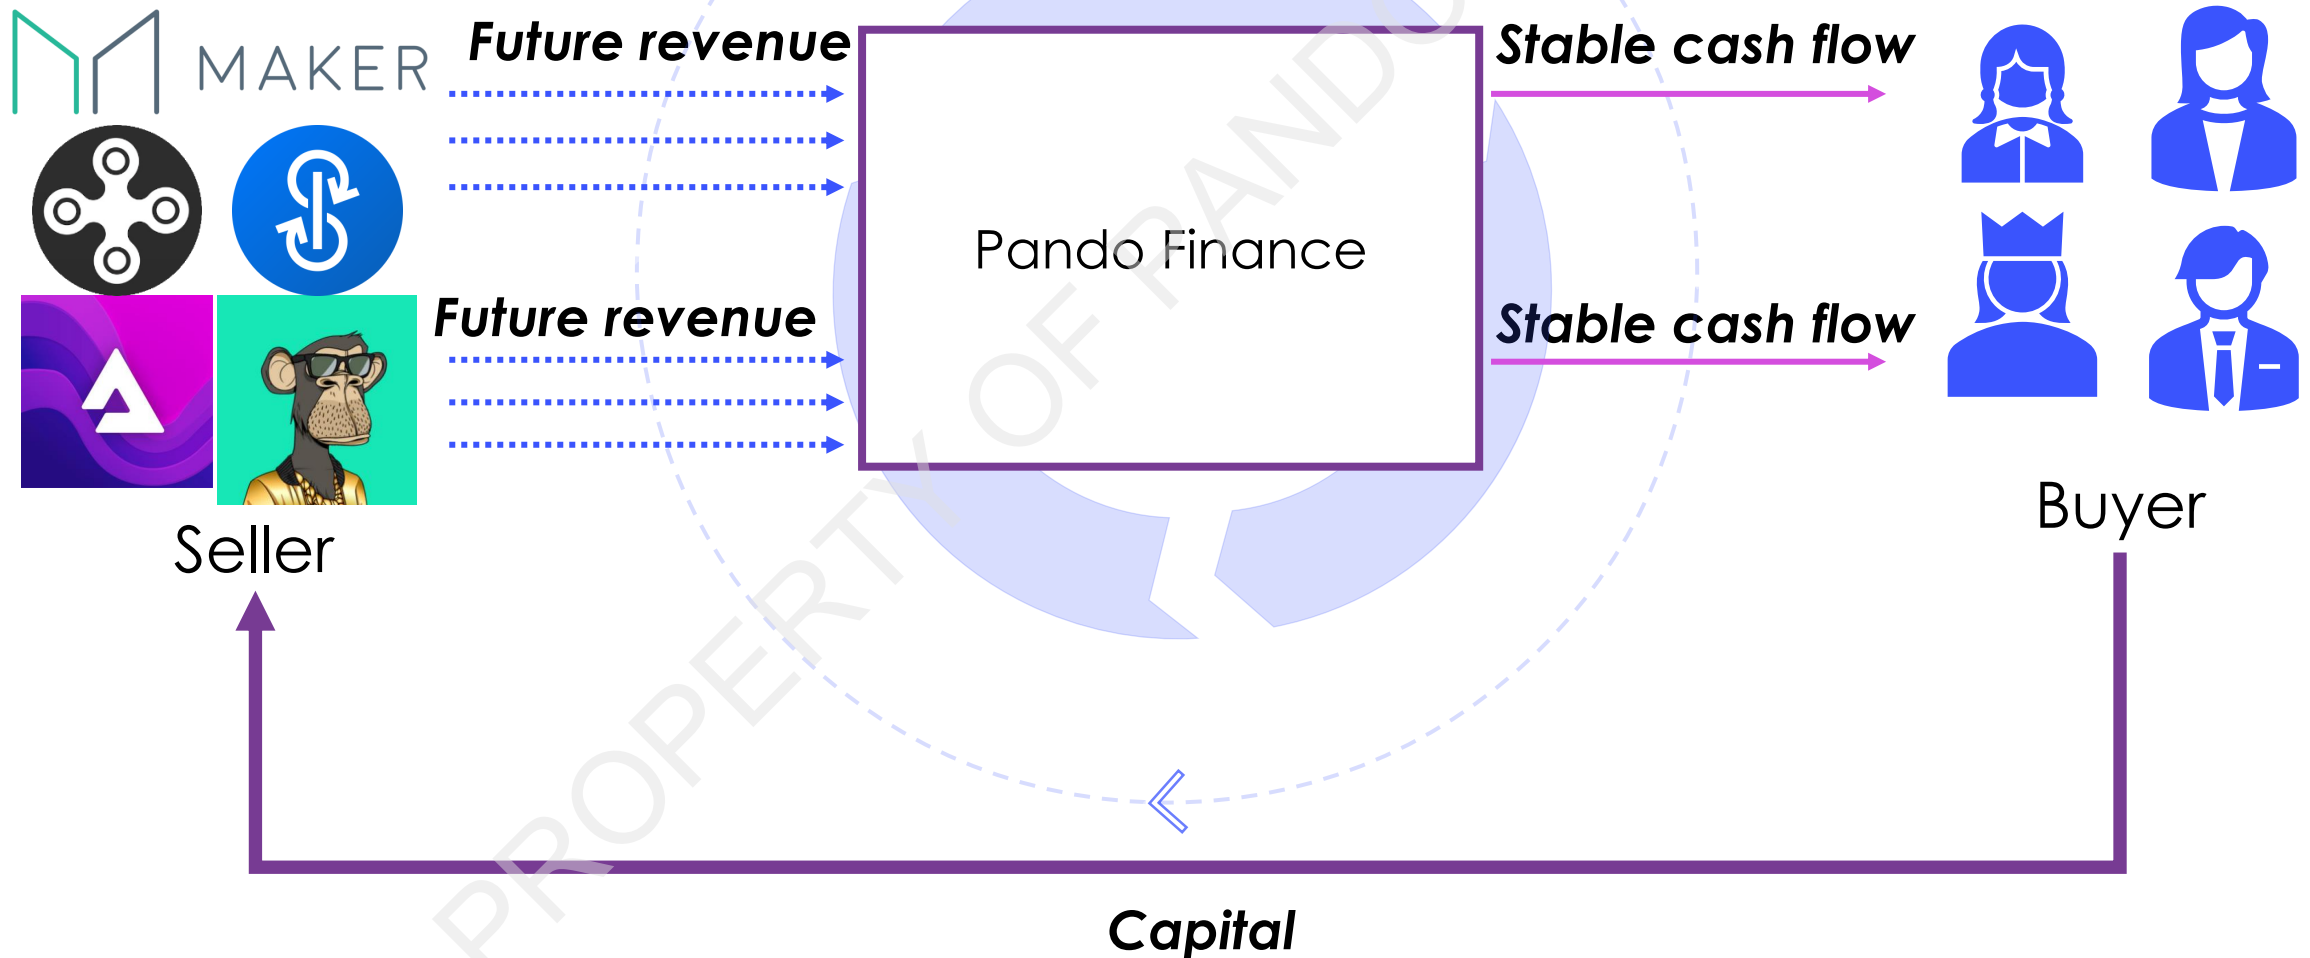 MAKER
Future revenue
Stable cash flow
Pando Finance
Future revenue
Stable cash flow
Seller
Buyer
Capital
PROPERTY OF PANDO